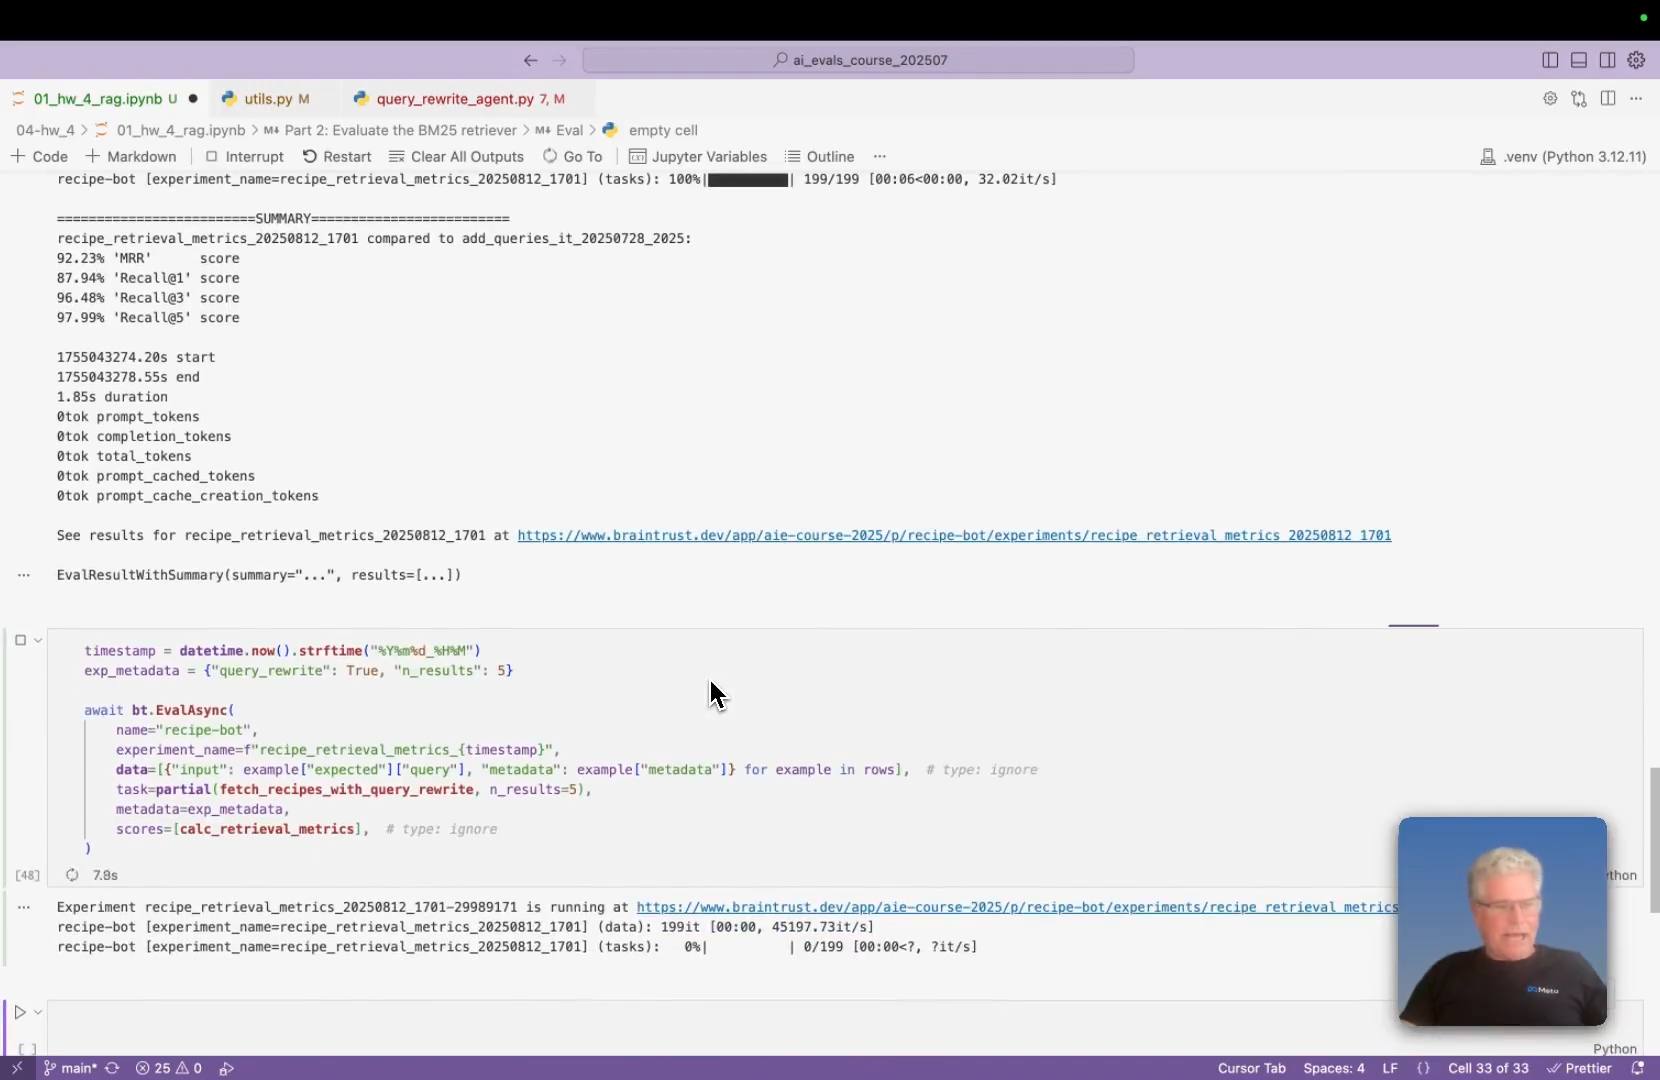 ai_evals_course_202507
01_hw_4_rag.ipynb U
utils.py M
query_rewrite_agent.py 7, M
04-hw_4 > 01_hw_4_rag.ipynb > M↓ Part 2: Evaluate the BM25 retriever > M↓ Eval > empty cell
+ Code + Markdown Interrupt Restart Clear All Outputs Go To Jupyter Variables Outline ... .venv (Python 3.12.11)
recipe-bot [experiment_name=recipe_retrieval_metrics_20250812_1701] (tasks): 100%|██████████| 199/199 [00:06<00:00, 32.02it/s]
=========================SUMMARY=========================
recipe_retrieval_metrics_20250812_1701 compared to add_queries_it_20250728_2025:
92.23% 'MRR' score
87.94% 'Recall@1' score
96.48% 'Recall@3' score
97.99% 'Recall@5' score
1755043274.20s start
1755043278.55s end
1.85s duration
0tok prompt_tokens
0tok completion_tokens
0tok total_tokens
0tok prompt_cached_tokens
0tok prompt_cache_creation_tokens
See results for recipe_retrieval_metrics_20250812_1701 at https://www.braintrust.dev/app/aie-course-2025/p/recipe-bot/experiments/recipe_retrieval_metrics_20250812_1701
... EvalResultWithSummary(summary="...", results=[...])
timestamp = datetime.now().strftime("%Y%m%d_%H%M")
exp_metadata = {"query_rewrite": True, "n_results": 5}
await bt.EvalAsync(
name="recipe-bot",
experiment_name=f"recipe_retrieval_metrics_{timestamp}",
data=[{"input": example["expected"]["query"], "metadata": example["metadata"]} for example in rows], # type: ignore
task=partial(fetch_recipes_with_query_rewrite, n_results=5),
metadata=exp_metadata,
scores=[calc_retrieval_metrics], # type: ignore
)
[48] 7.8s
... Experiment recipe_retrieval_metrics_20250812_1701-29989171 is running at https://www.braintrust.dev/app/aie-course-2025/p/recipe-bot/experiments/recipe_retrieval_metrics
recipe-bot [experiment_name=recipe_retrieval_metrics_20250812_1701] (data): 199it [00:00, 45197.73it/s]
recipe-bot [experiment_name=recipe_retrieval_metrics_20250812_1701] (tasks): 0%| | 0/199 [00:00<?, ?it/s]
Meta
[ ] Python
main* 25 0 Cursor Tab Spaces: 4 LF {} Cell 33 of 33 Prettier